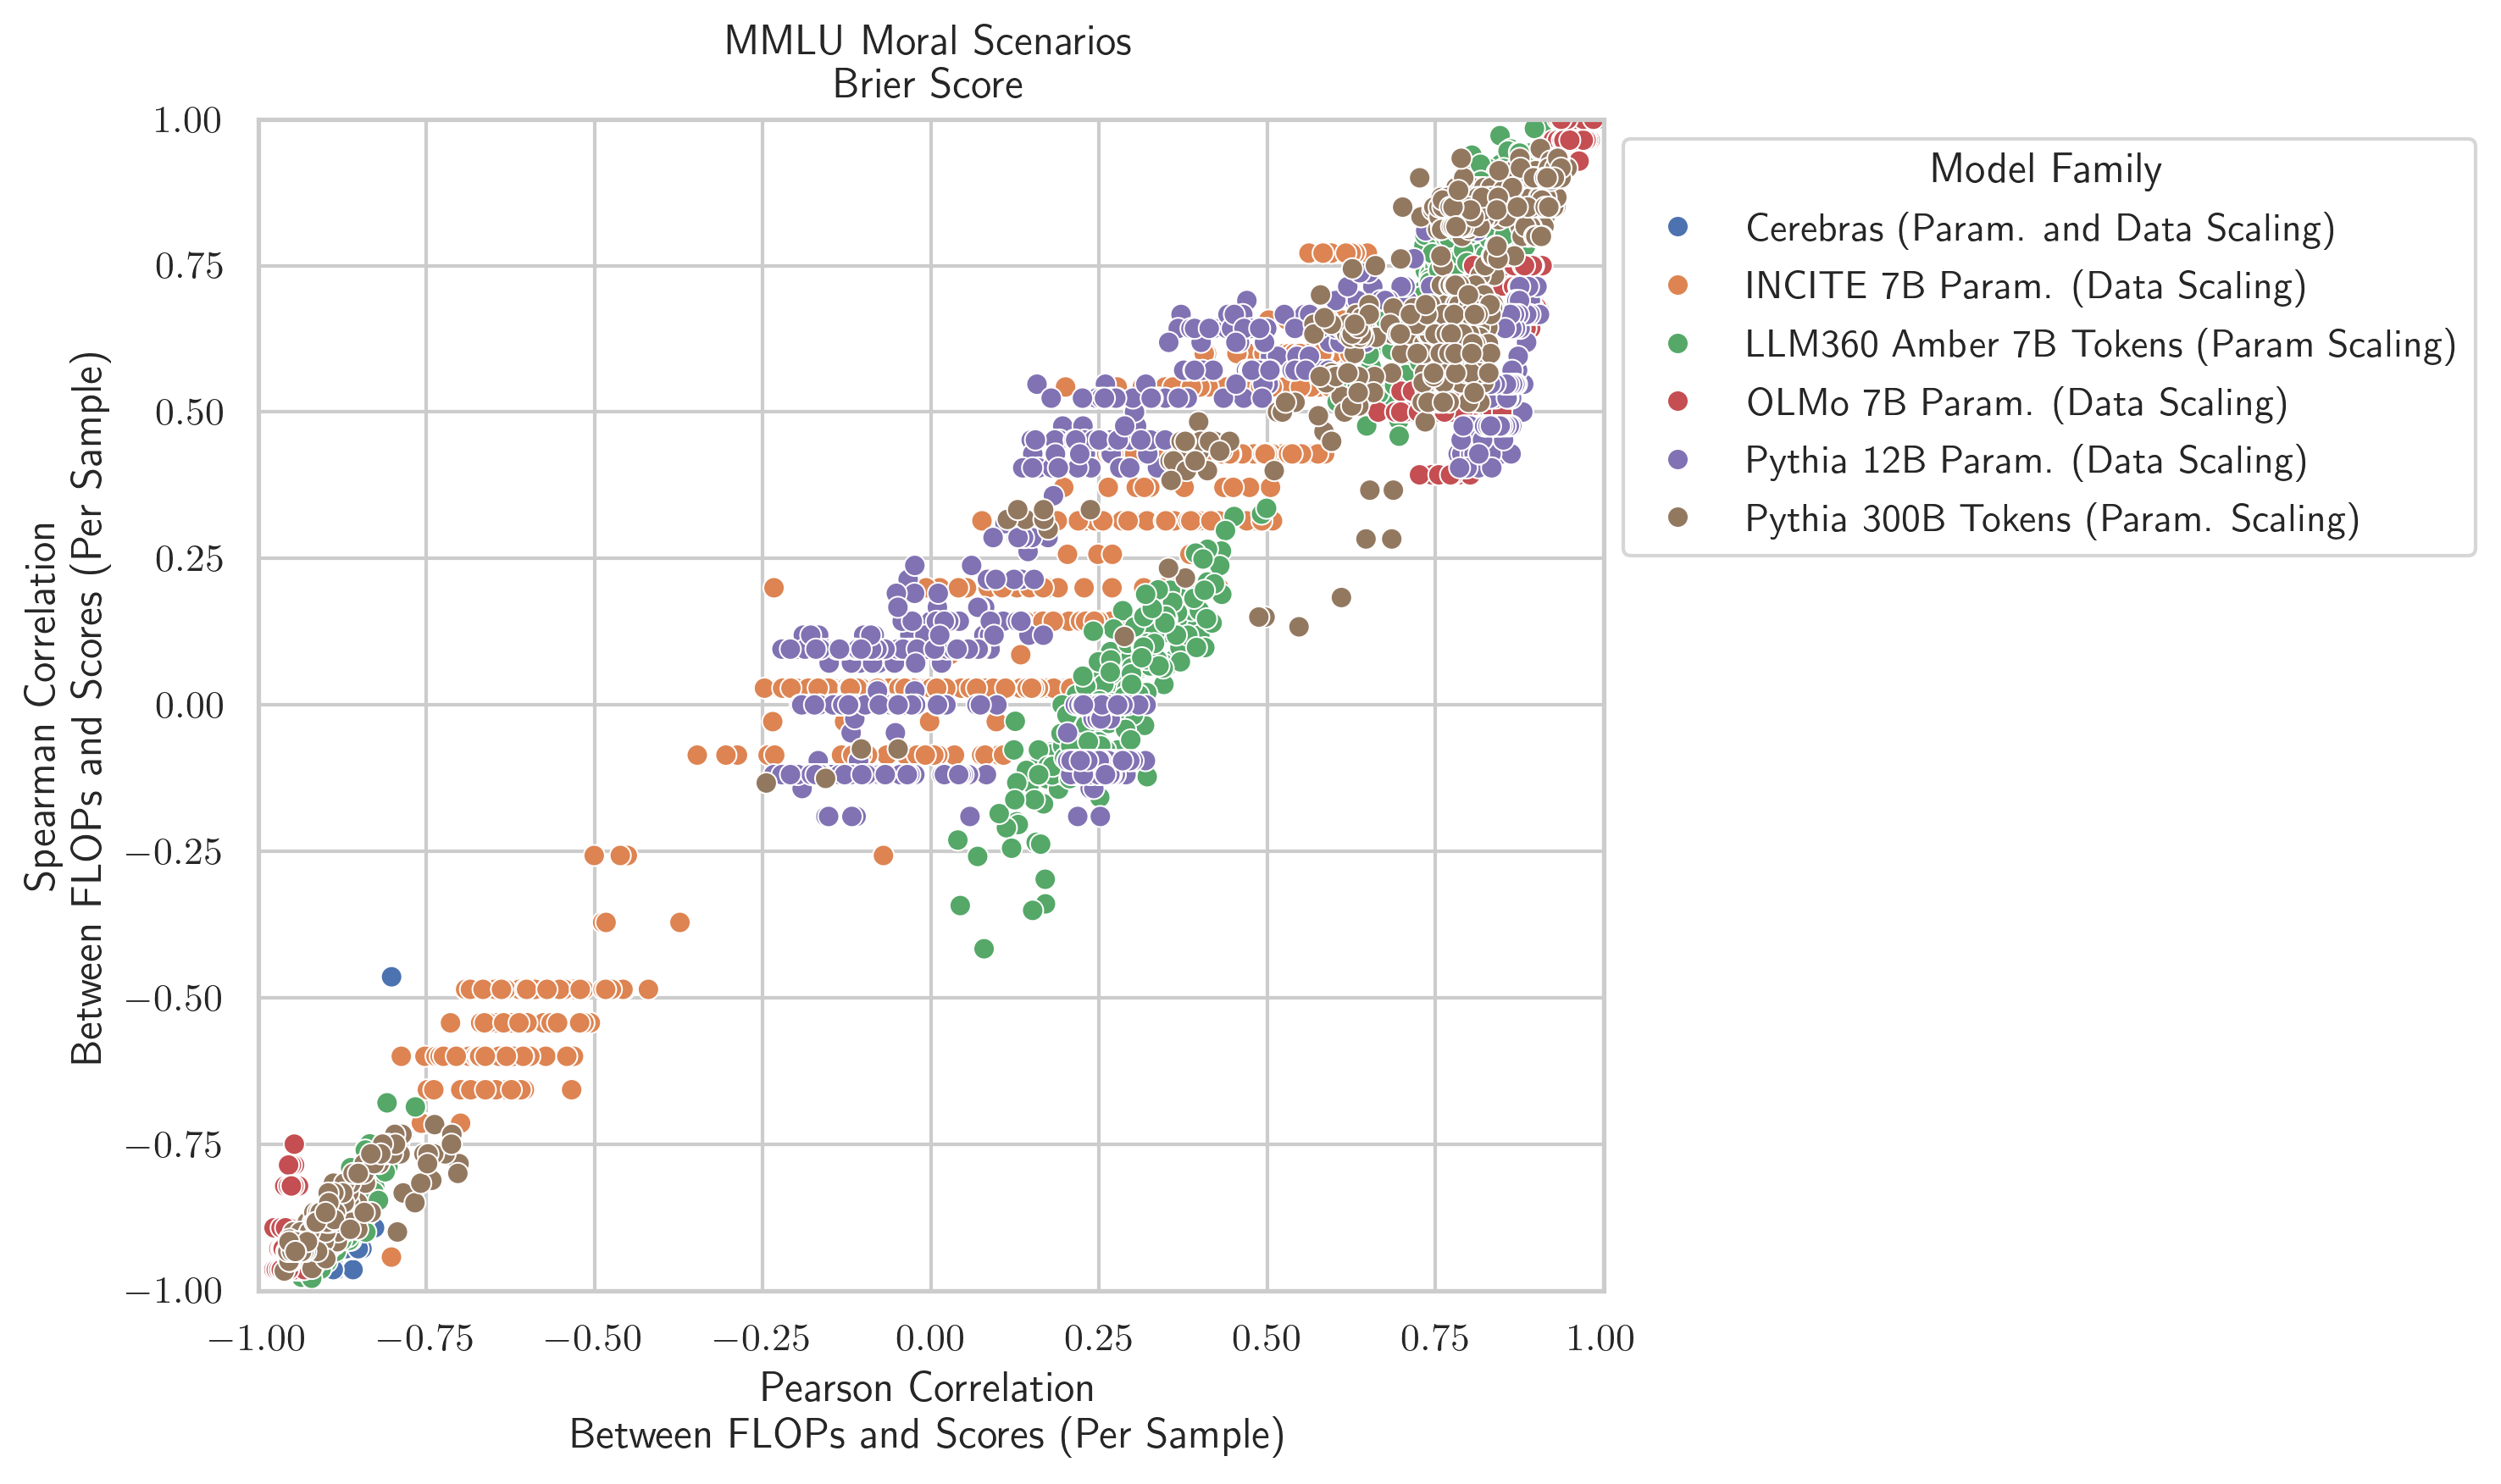 MMLU Moral Scenarios
Brier Score
1.00
0.75
0.50
0.25
0.00
−0.25
−0.50
−0.75
−1.00
Spearman Correlation
Between FLOPs and Scores (Per Sample)
−1.00 −0.75 −0.50 −0.25 0.00 0.25 0.50 0.75 1.00
Pearson Correlation
Between FLOPs and Scores (Per Sample)
Model Family
Cerebras (Param. and Data Scaling)
INCITE 7B Param. (Data Scaling)
LLM360 Amber 7B Tokens (Param Scaling)
OLMo 7B Param. (Data Scaling)
Pythia 12B Param. (Data Scaling)
Pythia 300B Tokens (Param. Scaling)